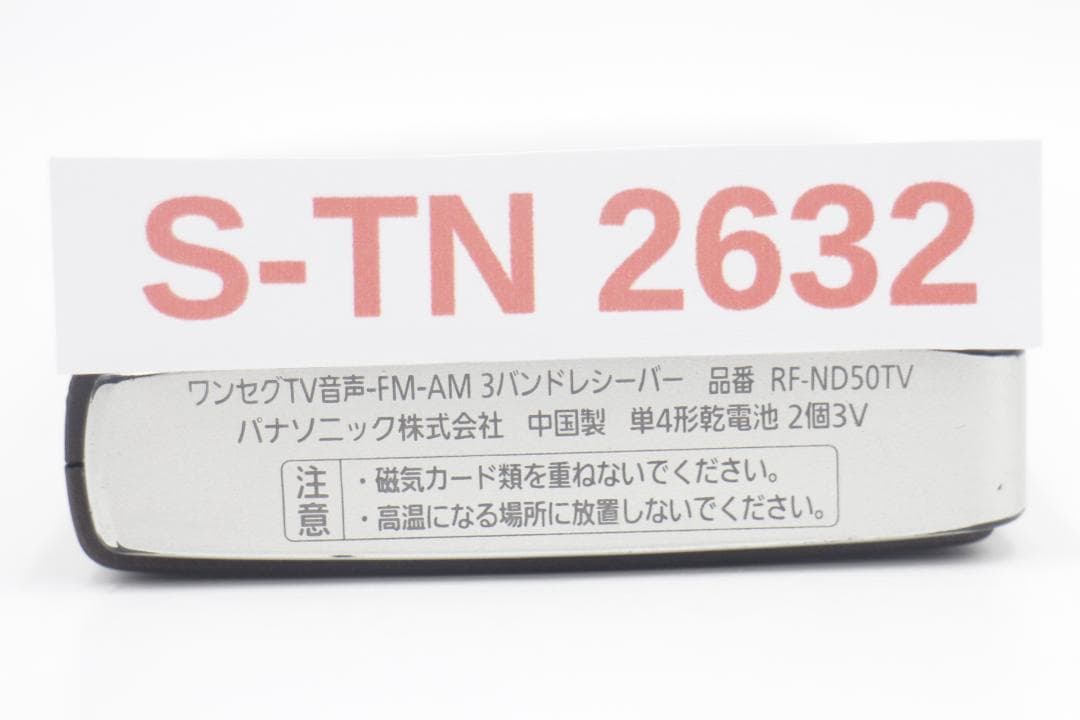 S-TN 2632
ワンセグTV音声-FM-AM 3バンドレシーバー 品番 RF-ND50TV
パナソニック株式会社 中国製 単4形乾電池 2個3V
注意
・磁気カード類を重ねないでください。
・高温になる場所に放置しないでください。